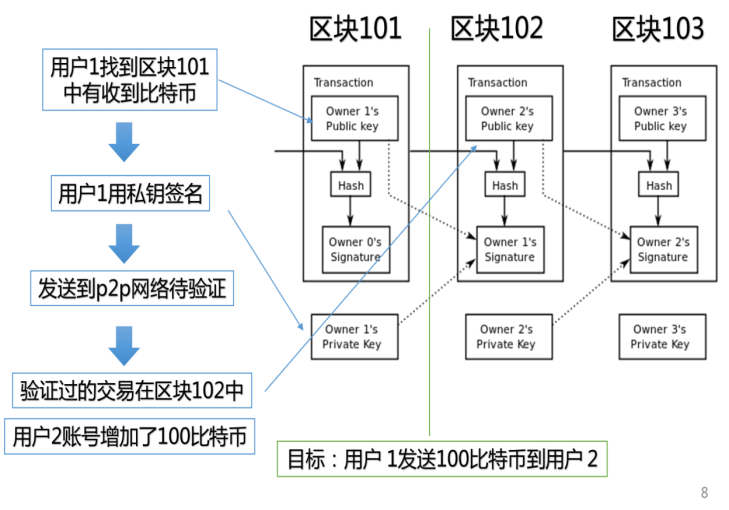 区块101
区块102
区块103
用户1找到区块101
中有收到比特币
用户1用私钥签名
发送到p2p网络待验证
验证过的交易在区块102中
用户2账号增加了100比特币
Transaction
Owner 1's
Public key
Hash
Owner 0's
Signature
Owner 1's
Private Key
Transaction
Owner 2's
Public key
Hash
Owner 1's
Signature
Owner 2's
Private Key
Transaction
Owner 3's
Public key
Hash
Owner 2's
Signature
Owner 3's
Private Key
目标：用户 1发送100比特币到用户 2
8